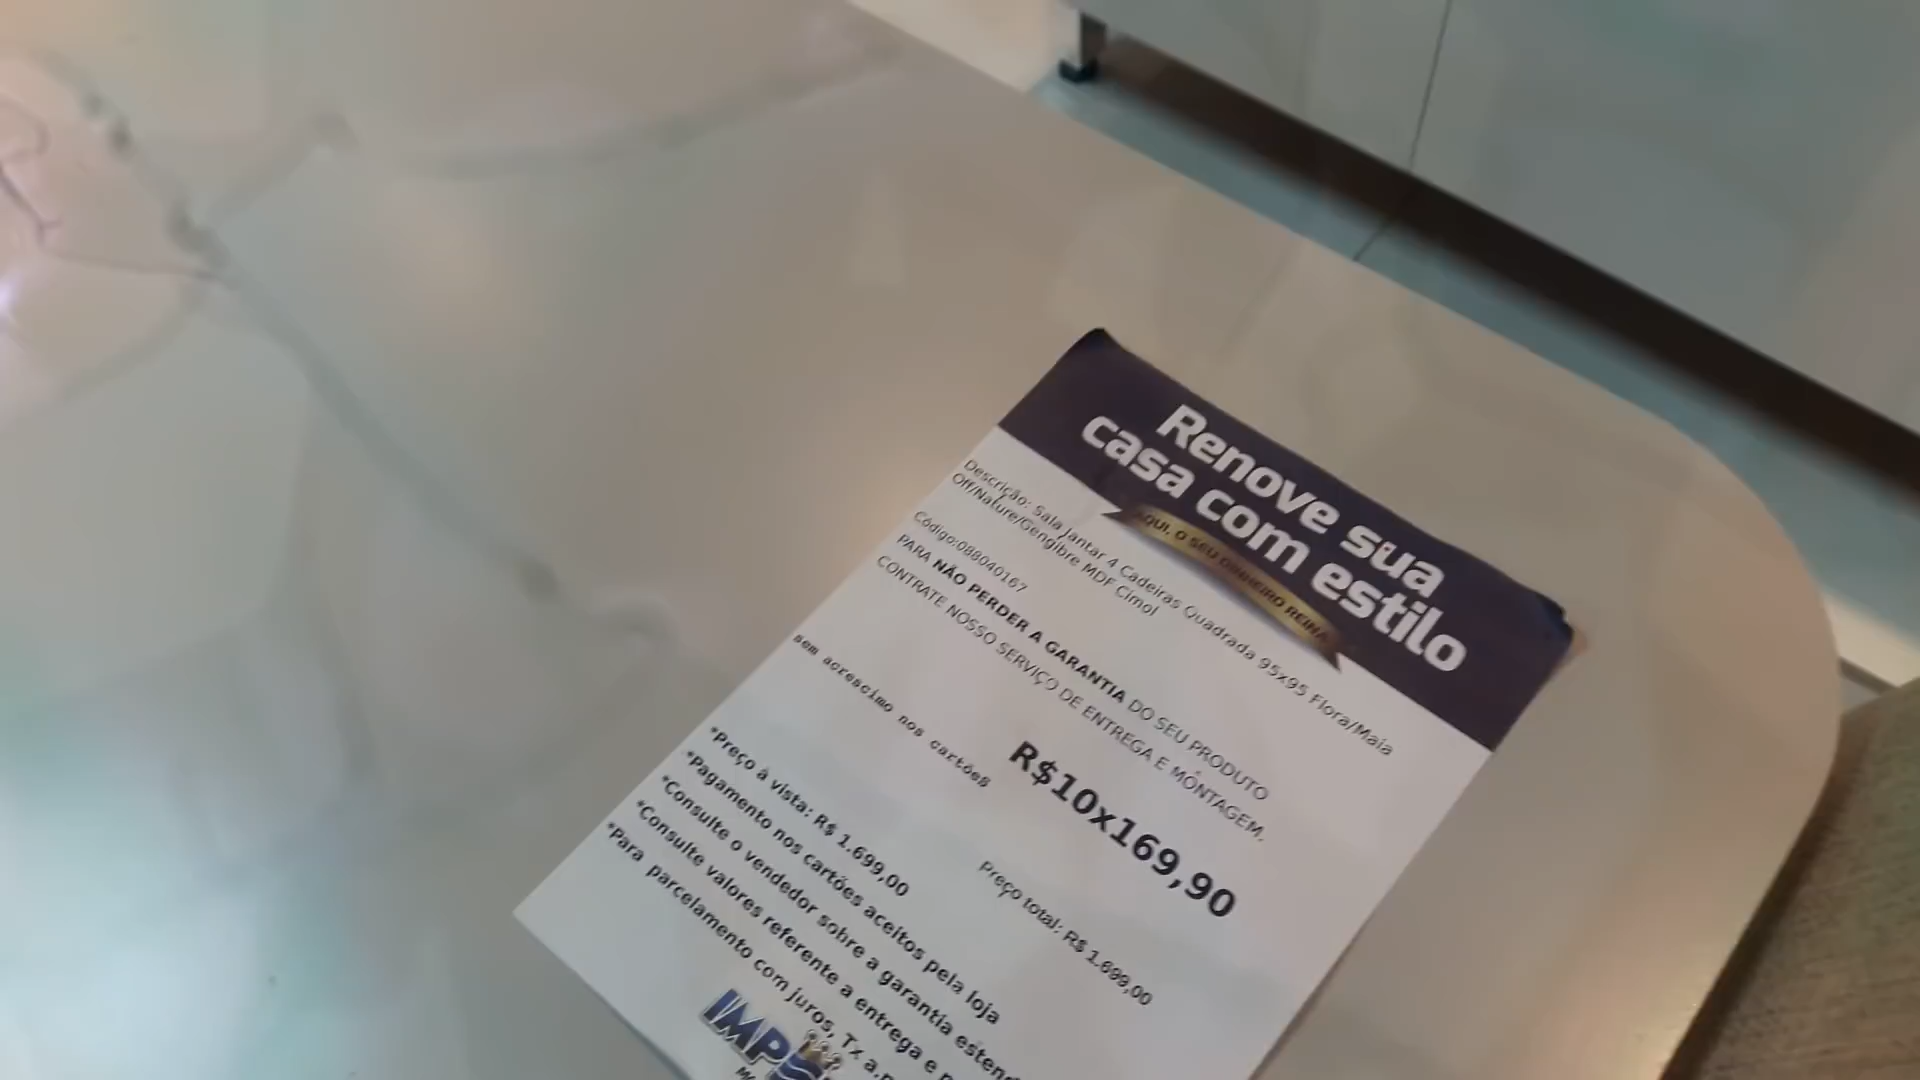 Renove sua
casa com estilo
AQUI, O SEU DINHEIRO REINA
Descrição: Sala Jantar 4 Cadeiras Quadrada 95x95 Flora/Maia
Off/Nature/Gengibre MDF Cimol
Código:088040167
PARA NÃO PERDER A GARANTIA DO SEU PRODUTO
CONTRATE NOSSO SERVIÇO DE ENTREGA E MONTAGEM.
sem acrescimo nos cartões
R$10x169,90
Preço total: R$ 1.699,00
*Preço à vista: R$ 1.699,00
*Pagamento nos cartões aceitos pela loja
*Consulte o vendedor sobre a garantia estend
*Consulte valores referente a entrega e
*Para parcelamento com juros, Tx a.
IMP